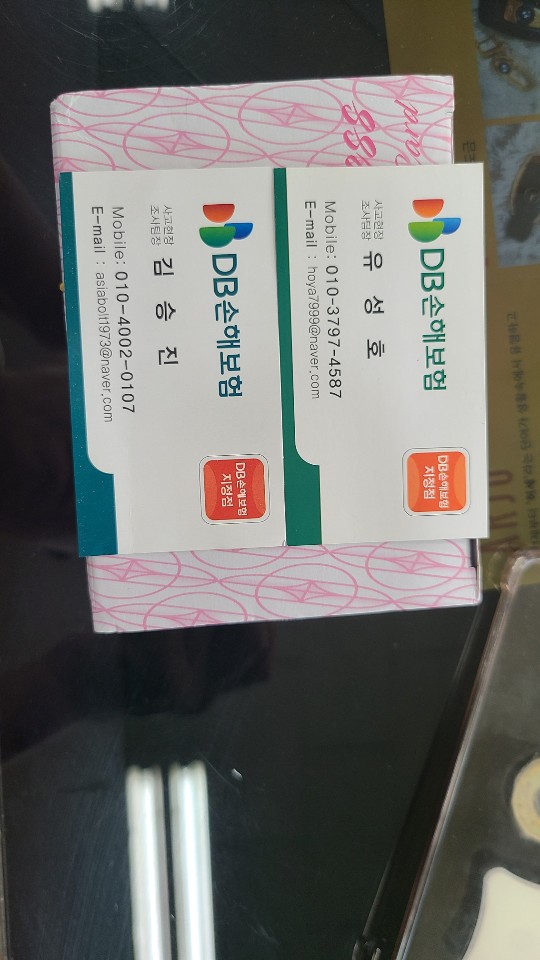 DB손해보험
사고현장
조사팀장
유 성 호
Mobile: 010-3797-4587
E-mail : hoya7999@naver.com
DB손해보험
지정점
DB손해보험
사고현장
조사팀장
김 승 진
Mobile: 010-4002-0107
E-mail : asiabolt1973@naver.com
DB손해보험
지정점